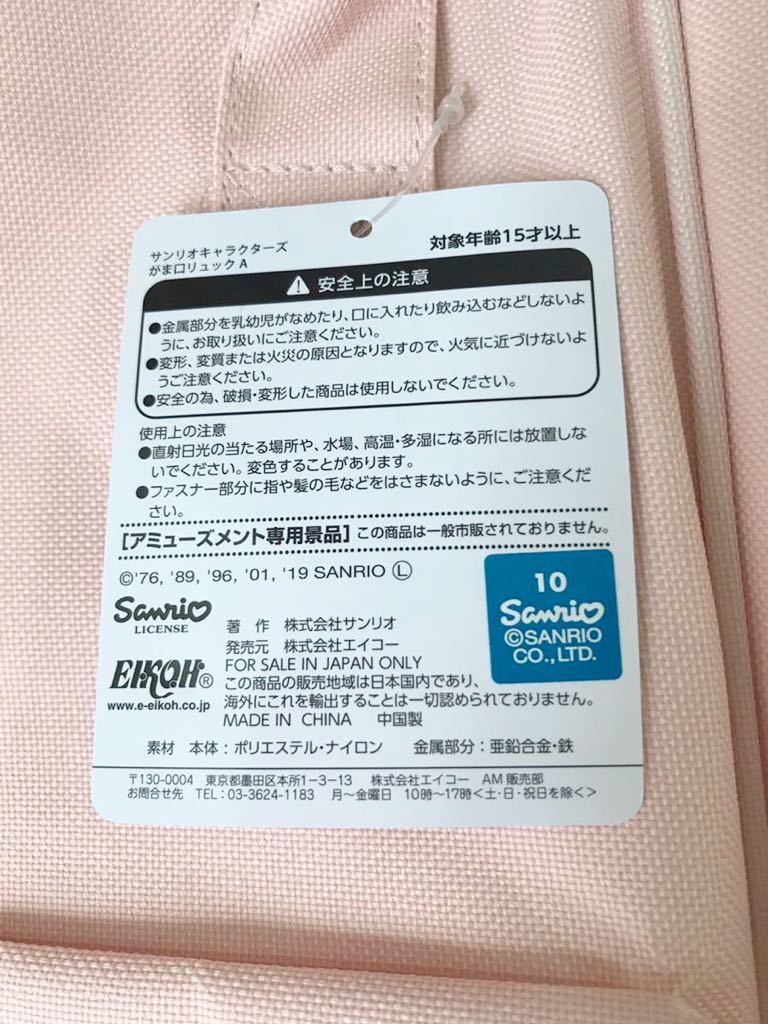 サンリオキャラクターズ
がま口リュック A
対象年齢15才以上
安全上の注意
●金属部分を乳幼児がなめたり、口に入れたり飲み込むなどしないよ
うに、お取り扱いにご注意ください。
●変形、変質または火災の原因となりますので、火気に近づけないよ
うご注意ください。
●安全の為、破損・変形した商品は使用しないでください。
使用上の注意
●直射日光の当たる場所や、水場、高温・多湿になる所には放置しな
いでください。変色することがあります。
●ファスナー部分に指や髪の毛などをはさまないように、ご注意くだ
さい。
[アミューズメント専用景品] この商品は一般市販されておりません。
©'76, '89, '96, '01, '19 SANRIO Ⓛ
Sanrio
LICENSE
著 作 株式会社サンリオ
発売元 株式会社エイコー
EIKOH®
www.e-eikoh.co.jp
FOR SALE IN JAPAN ONLY
この商品の販売地域は日本国内であり、
海外にこれを輸出することは一切認められておりません。
MADE IN CHINA 中国製
10
Sanrio
©SANRIO
CO., LTD.
素材 本体：ポリエステル・ナイロン 金属部分：亜鉛合金・鉄
〒130-0004 東京都墨田区本所1-3-13 株式会社エイコー AM販売部
お問合せ先 TEL：03-3624-1183 月～金曜日 10時～17時＜土・日・祝日を除く＞